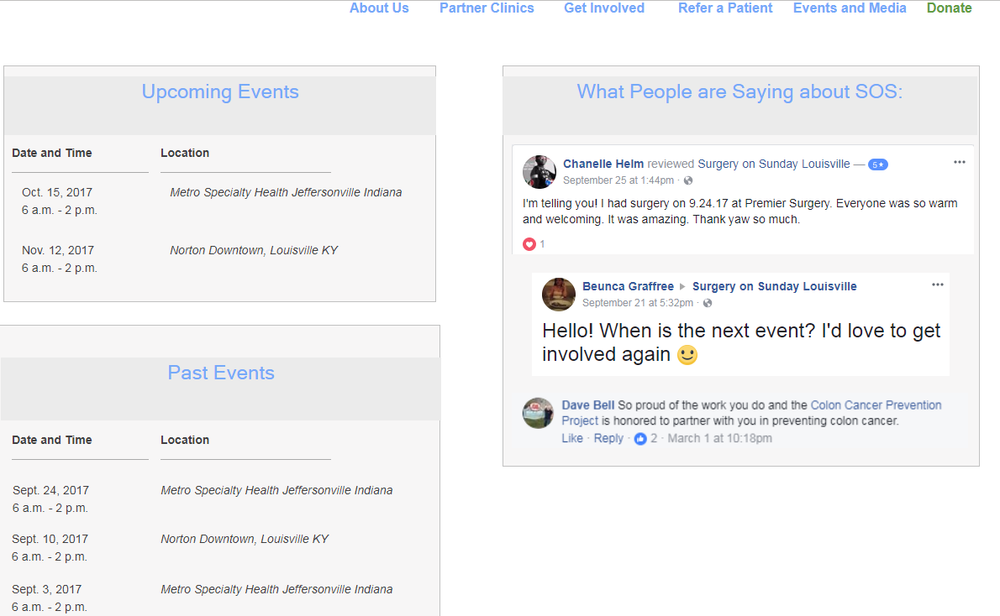 About Us Partner Clinics Get Involved Refer a Patient Events and Media Donate
Upcoming Events
Date and Time Location
Oct. 15, 2017 Metro Specialty Health Jeffersonville Indiana
6 a.m. - 2 p.m.
Nov. 12, 2017 Norton Downtown, Louisville KY
6 a.m. - 2 p.m.
Past Events
Date and Time Location
Sept. 24, 2017 Metro Specialty Health Jeffersonville Indiana
6 a.m. - 2 p.m.
Sept. 10, 2017 Norton Downtown, Louisville KY
6 a.m. - 2 p.m.
Sept. 3, 2017 Metro Specialty Health Jeffersonville Indiana
6 a.m. - 2 p.m.
What People are Saying about SOS:
Chanelle Helm reviewed Surgery on Sunday Louisville — 5★
September 25 at 1:44pm ·
I'm telling you! I had surgery on 9.24.17 at Premier Surgery. Everyone was so warm
and welcoming. It was amazing. Thank yaw so much.
1
Beunca Graffree ▸ Surgery on Sunday Louisville
September 21 at 5:32pm ·
Hello! When is the next event? I'd love to get
involved again 🙂
Dave Bell So proud of the work you do and the Colon Cancer Prevention
Project is honored to partner with you in preventing colon cancer.
Like · Reply · 2 · March 1 at 10:18pm